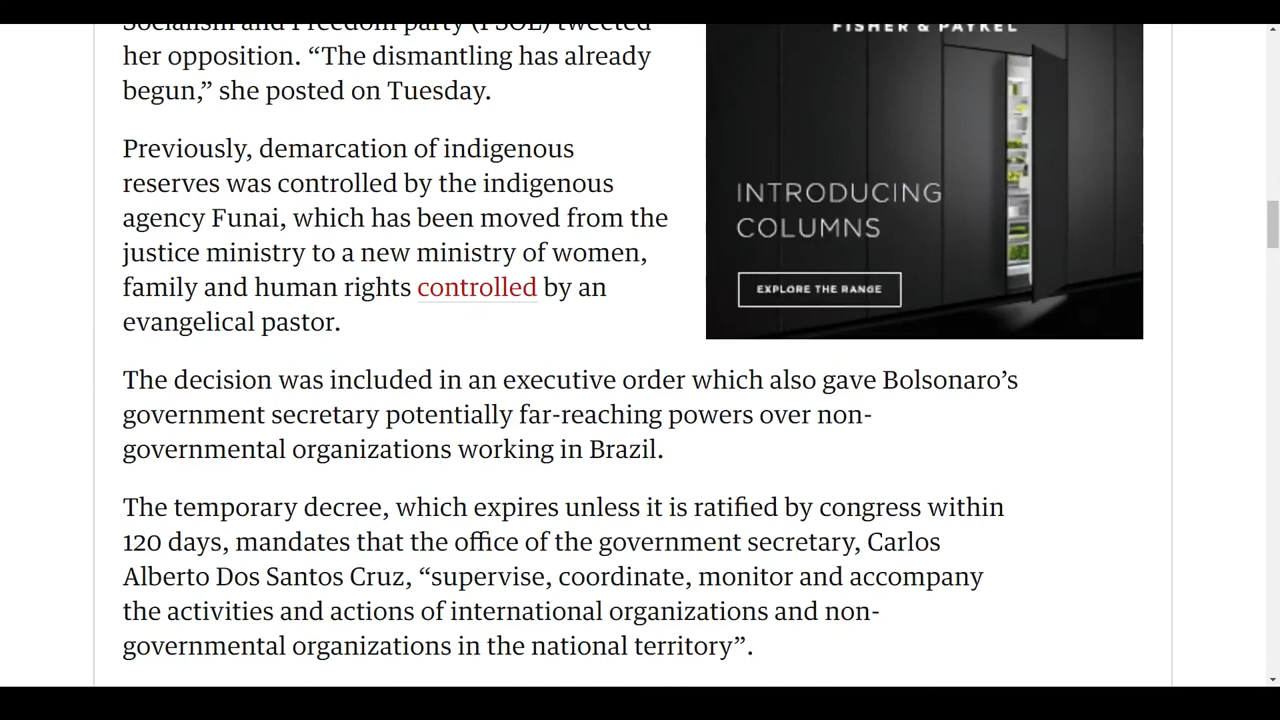 Socialism and Freedom party (PSOL) tweeted
her opposition. “The dismantling has already
begun,” she posted on Tuesday.
Previously, demarcation of indigenous
reserves was controlled by the indigenous
agency Funai, which has been moved from the
justice ministry to a new ministry of women,
family and human rights controlled by an
evangelical pastor.
The decision was included in an executive order which also gave Bolsonaro’s
government secretary potentially far-reaching powers over non-
governmental organizations working in Brazil.
The temporary decree, which expires unless it is ratified by congress within
120 days, mandates that the office of the government secretary, Carlos
Alberto Dos Santos Cruz, “supervise, coordinate, monitor and accompany
the activities and actions of international organizations and non-
governmental organizations in the national territory”.
FISHER & PAYKEL
INTRODUCING
COLUMNS
EXPLORE THE RANGE